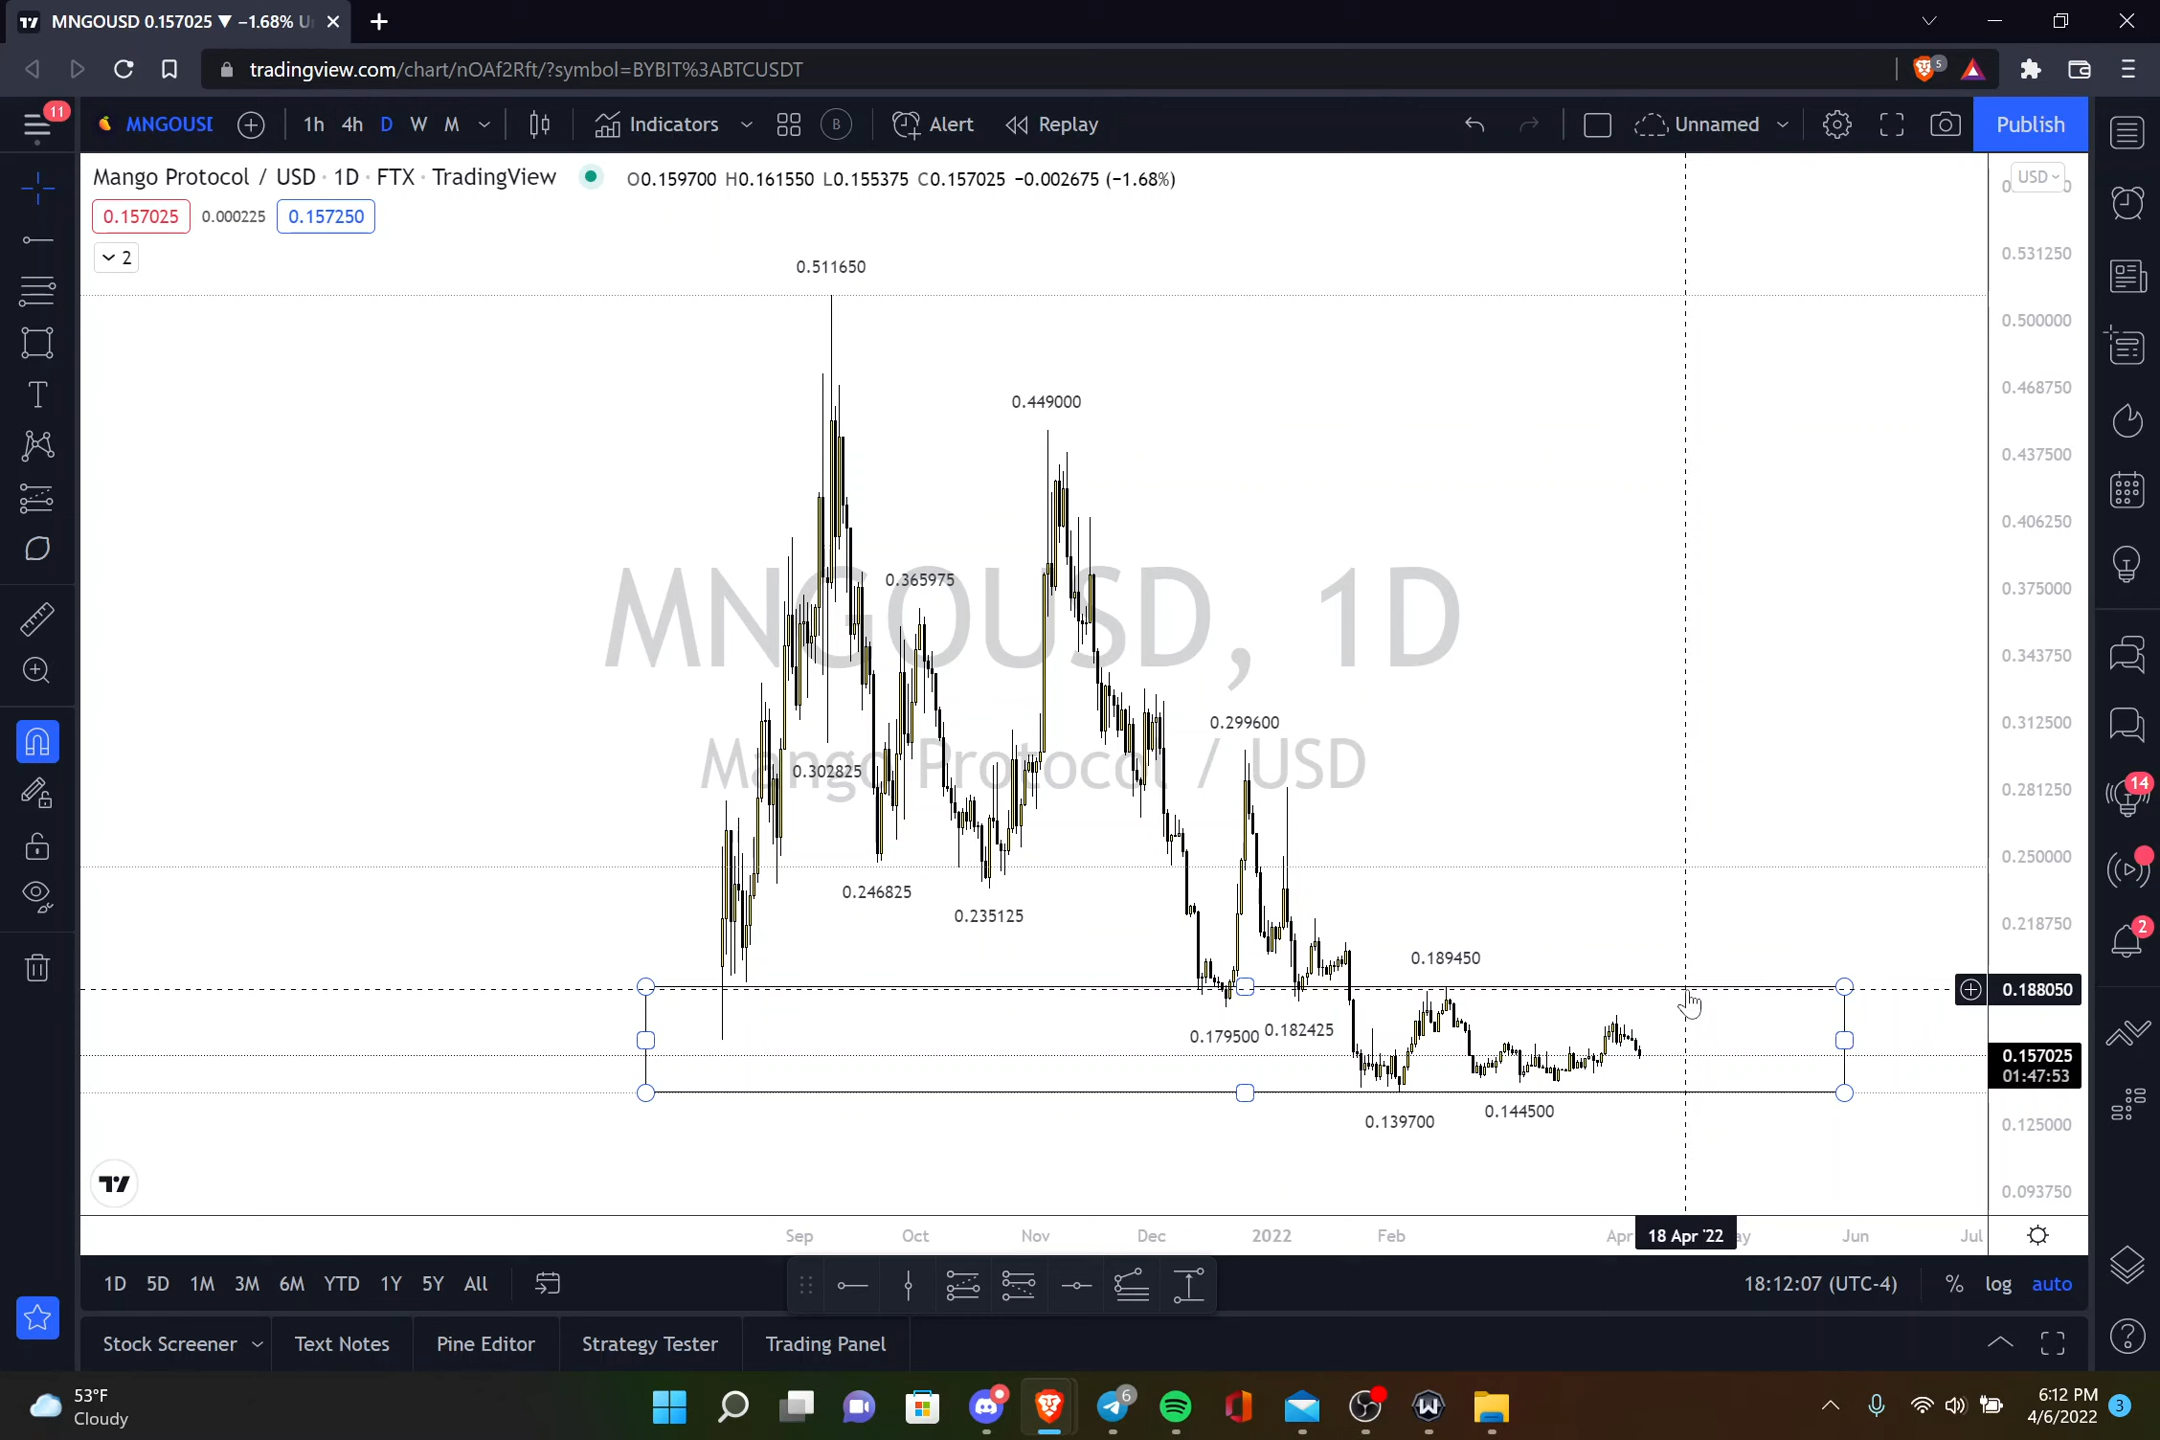 MNGOUSD 0.157025 ▼ −1.68% U
tradingview.com/chart/nOAf2Rft/?symbol=BYBIT%3ABTCUSDT
5
11
MNGOUSD
1h 4h D W M
Indicators
B
Alert
Replay
Unnamed
Publish
Mango Protocol / USD · 1D · FTX · TradingView
O0.159700 H0.161550 L0.155375 C0.157025 −0.002675 (−1.68%)
USD
0.157025 0.000225 0.157250
2
0.511650
0.531250
0.500000
0.449000
0.468750
0.437500
0.406250
0.365975
0.375000
MNGOUSD, 1D
0.343750
0.299600
0.312500
0.302825
Mango Protocol / USD
0.281250
14
0.250000
0.246825
0.235125
0.218750
2
0.189450
0.188050
0.179500 0.182425
0.157025
01:47:53
0.144500
0.139700
0.125000
0.093750
Sep Oct Nov Dec 2022 Feb Apr 18 Apr '22 ay Jun Jul
1D 5D 1M 3M 6M YTD 1Y 5Y All
18:12:07 (UTC-4) % log auto
Stock Screener Text Notes Pine Editor Strategy Tester Trading Panel
53°F
Cloudy
6
6:12 PM
4/6/2022
3